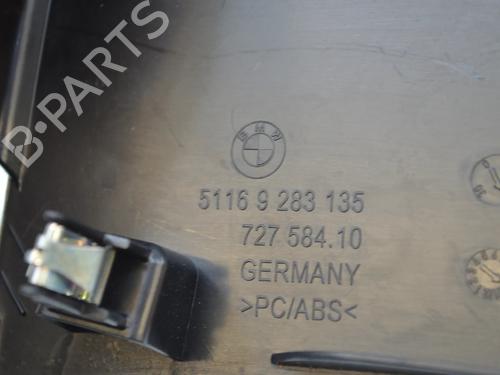 B-PARTS
BMW
5116 9 283 135
727 584.10
GERMANY
>PC/ABS<